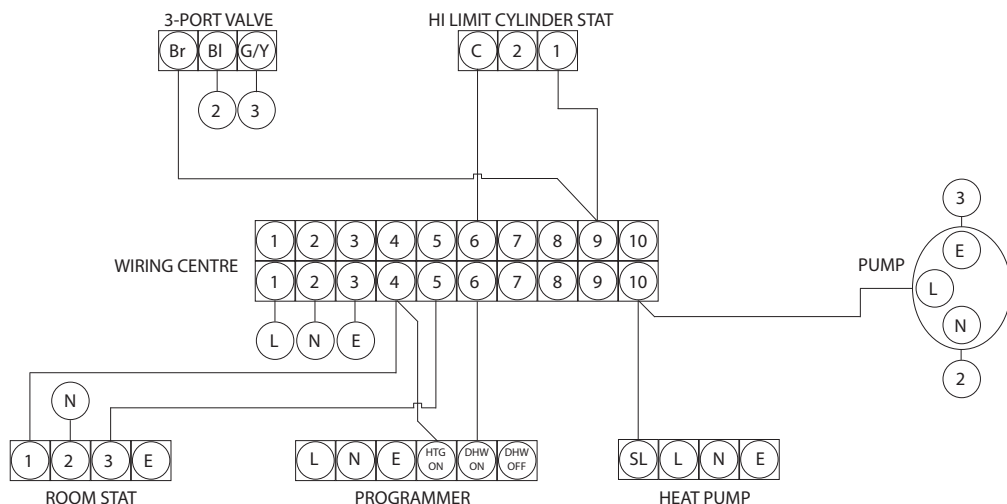 3-PORT VALVE
HI LIMIT CYLINDER STAT
Br Bl G/Y
C 2 1
2 3
3
1 2 3 4 5 6 7 8 9 10
E
WIRING CENTRE
PUMP
1 2 3 4 5 6 7 8 9 10
L
N
L N E
2
N
1 2 3 E
L N E HTG ON DHW ON DHW OFF
SL L N E
ROOM STAT
PROGRAMMER
HEAT PUMP